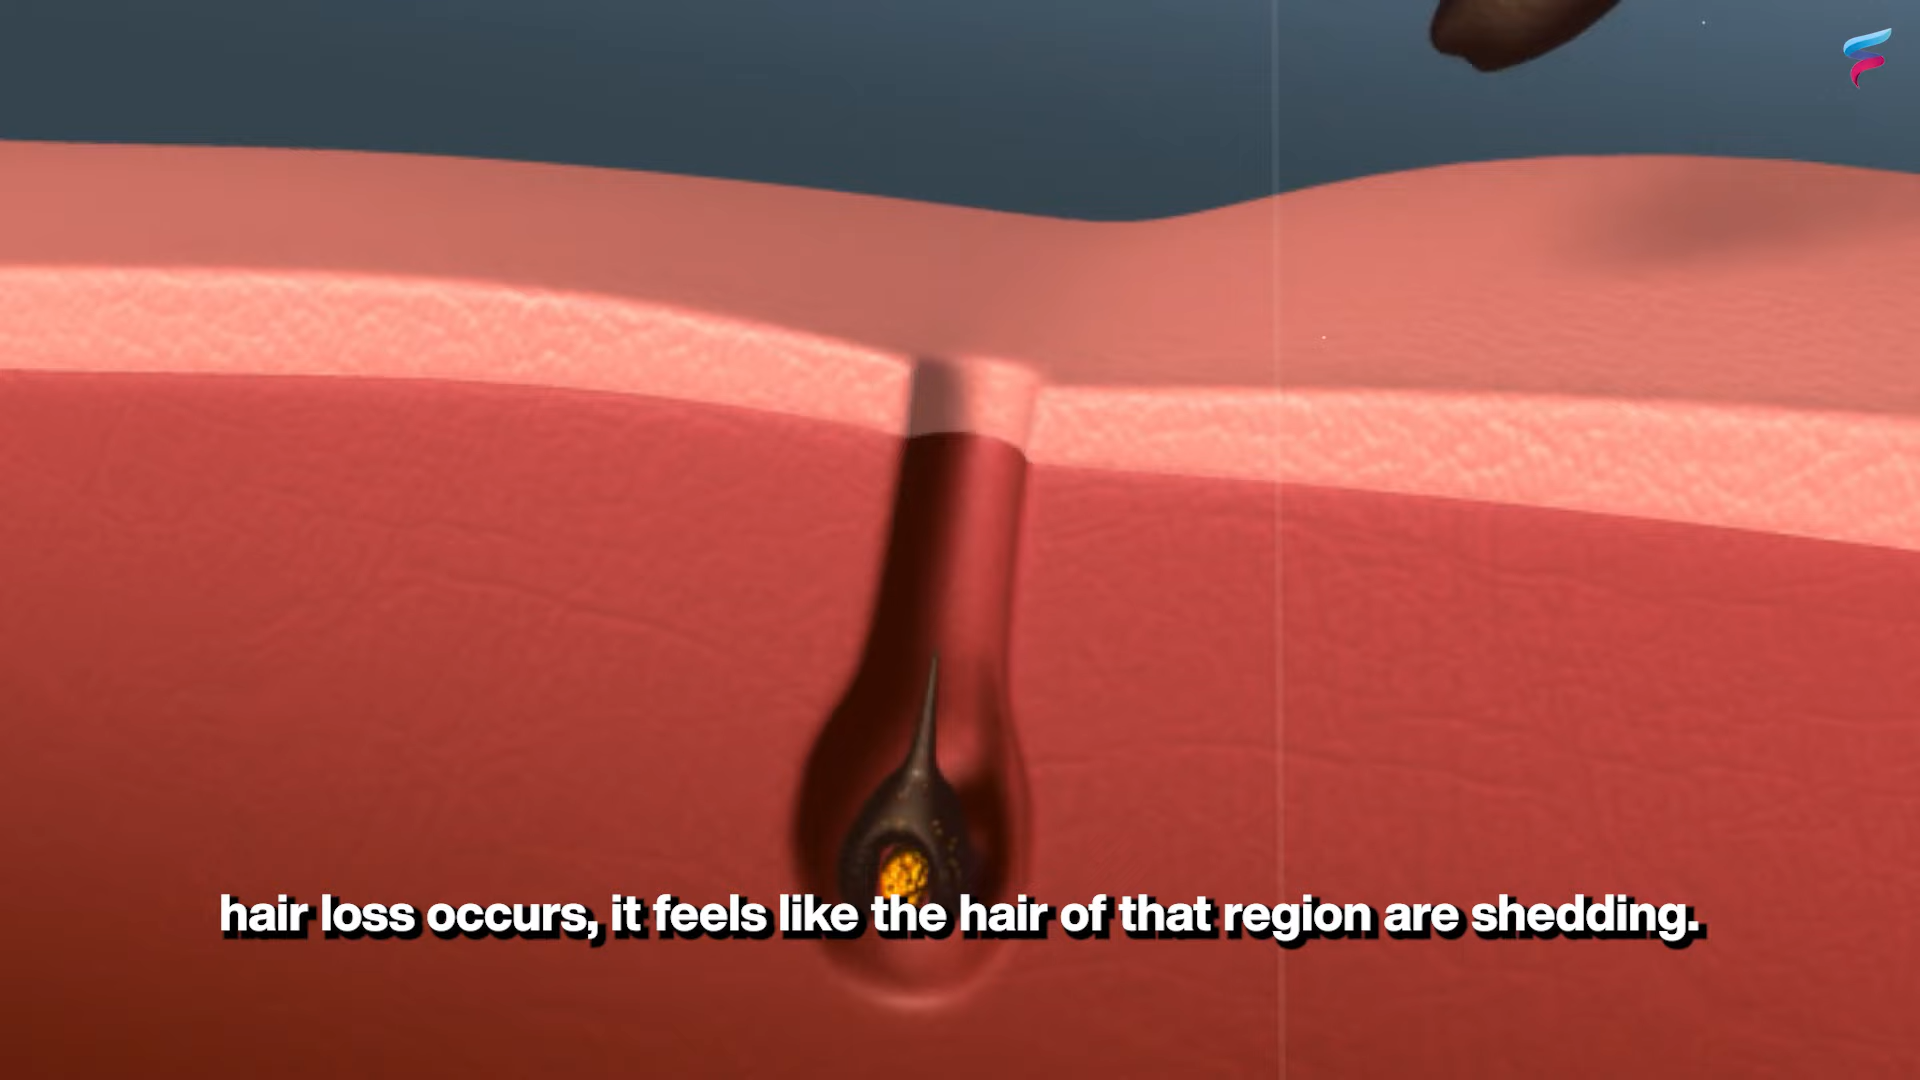 hair loss occurs, it feels like the hair of that region are shedding.